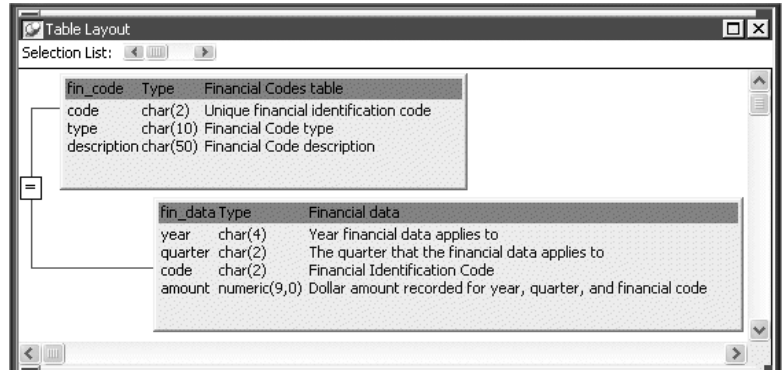 Table Layout
Selection List:
fin_code Type Financial Codes table
code char(2) Unique financial identification code
type char(10) Financial Code type
description char(50) Financial Code description
=
fin_data Type Financial data
year char(4) Year financial data applies to
quarter char(2) The quarter that the financial data applies to
code char(2) Financial Identification Code
amount numeric(9,0) Dollar amount recorded for year, quarter, and financial code